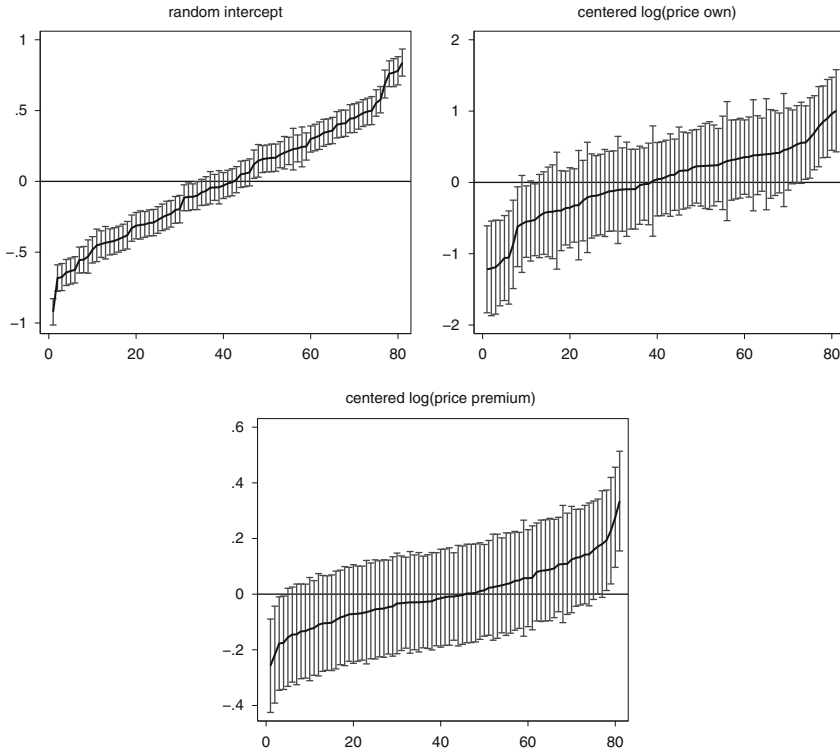 random intercept
1
.5
0
-.5
-1
0 20 40 60 80
centered log(price own)
2
1
0
-1
-2
0 20 40 60 80
centered log(price premium)
.6
.4
.2
0
-.2
-.4
0 20 40 60 80